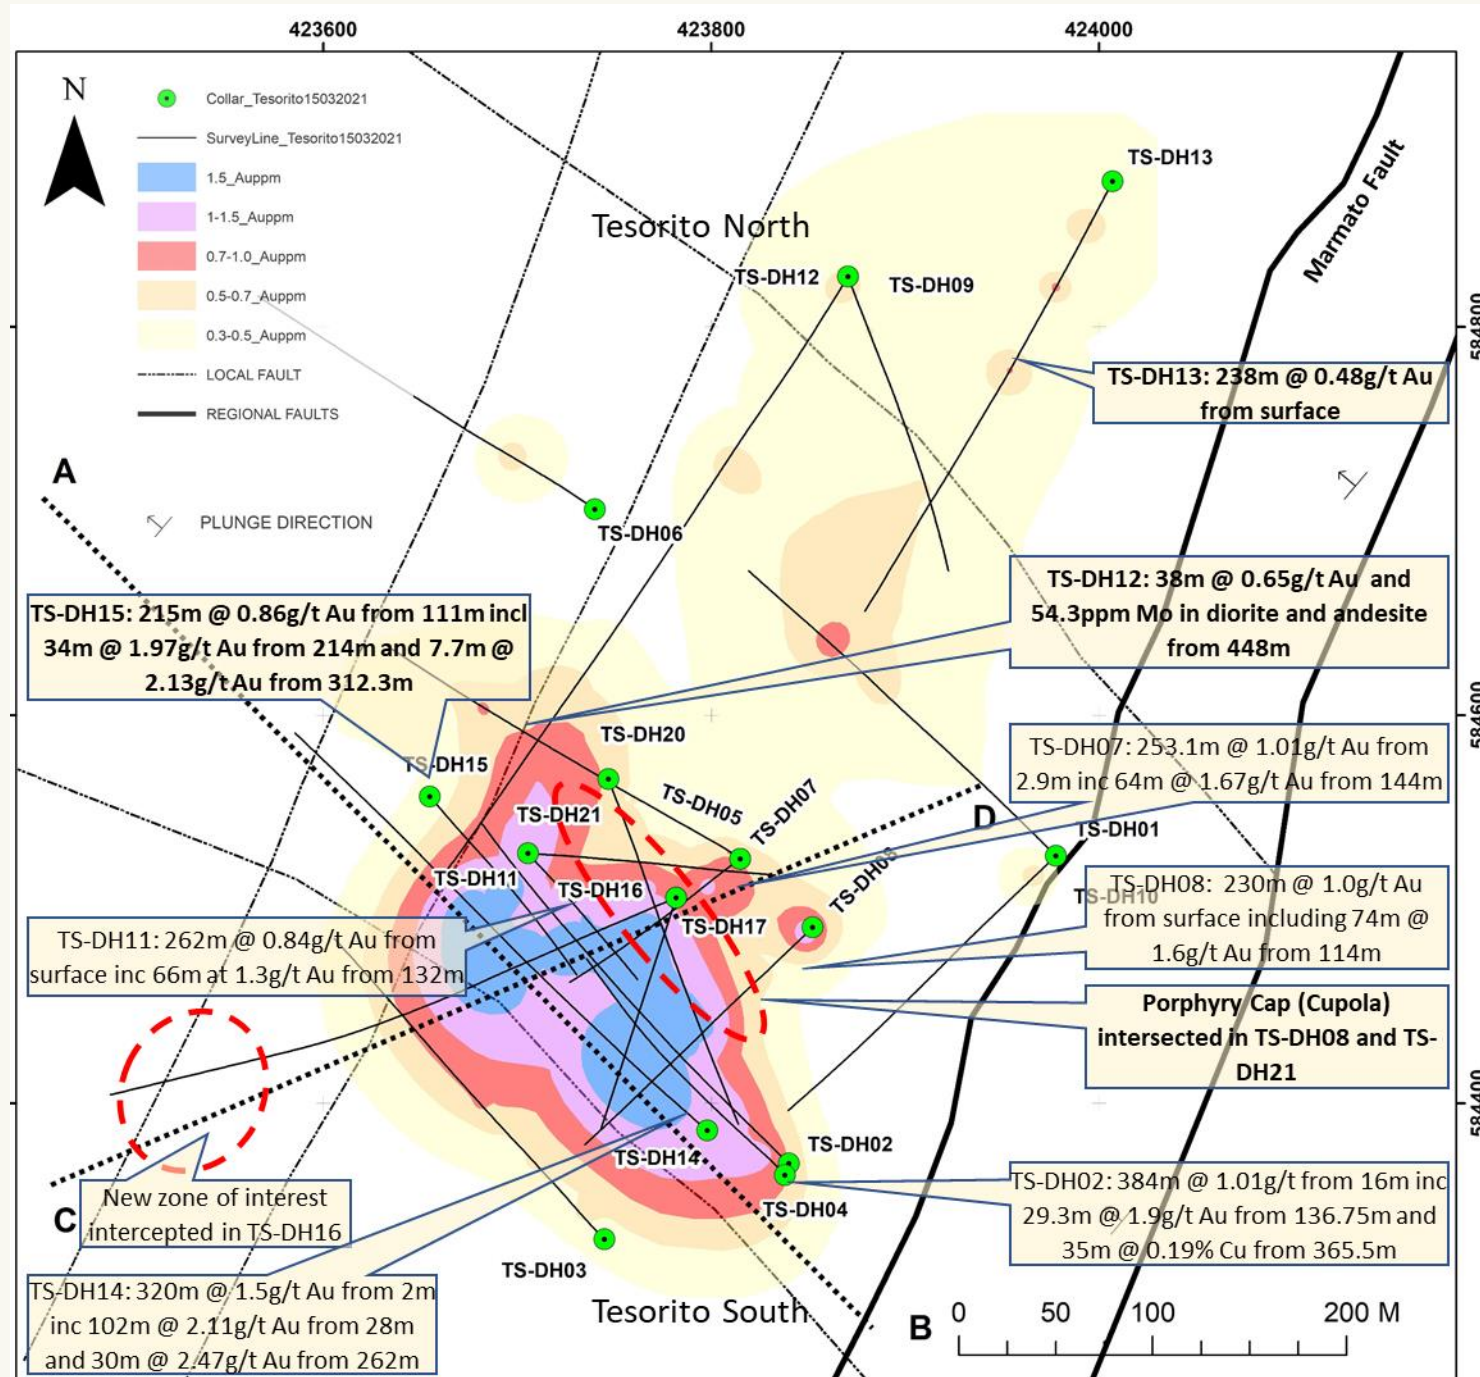 423600
423800
424000
N
Collar_Tesorito15032021
SurveyLine_Tesorito15032021
1.5_Auppm
1-1.5_Auppm
0.7-1.0_Auppm
0.5-0.7_Auppm
0.3-0.5_Auppm
LOCAL FAULT
REGIONAL FAULTS
A
PLUNGE DIRECTION
Tesorito North
TS-DH13
TS-DH12
TS-DH09
Marmato Fault
584800
TS-DH13: 238m @ 0.48g/t Au
from surface
TS-DH06
TS-DH15: 215m @ 0.86g/t Au from 111m incl
34m @ 1.97g/t Au from 214m and 7.7m @
2.13g/t Au from 312.3m
TS-DH12: 38m @ 0.65g/t Au and
54.3ppm Mo in diorite and andesite
from 448m
584600
TS-DH20
TS-DH15
TS-DH07: 253.1m @ 1.01g/t Au from
2.9m inc 64m @ 1.67g/t Au from 144m
TS-DH21
TS-DH05
TS-DH07
D
TS-DH01
TS-DH11
TS-DH16
TS-DH08
TS-DH10
TS-DH17
TS-DH08: 230m @ 1.0g/t Au
from surface including 74m @
1.6g/t Au from 114m
TS-DH11: 262m @ 0.84g/t Au from
surface inc 66m at 1.3g/t Au from 132m
Porphyry Cap (Cupola)
intersected in TS-DH08 and TS-
DH21
584400
TS-DH14
TS-DH02
TS-DH04
TS-DH02: 384m @ 1.01g/t from 16m inc
29.3m @ 1.9g/t Au from 136.75m and
35m @ 0.19% Cu from 365.5m
New zone of interest
intercepted in TS-DH16
C
TS-DH03
TS-DH14: 320m @ 1.5g/t Au from 2m
inc 102m @ 2.11g/t Au from 28m
and 30m @ 2.47g/t Au from 262m
Tesorito South
B
0 50 100 200 M